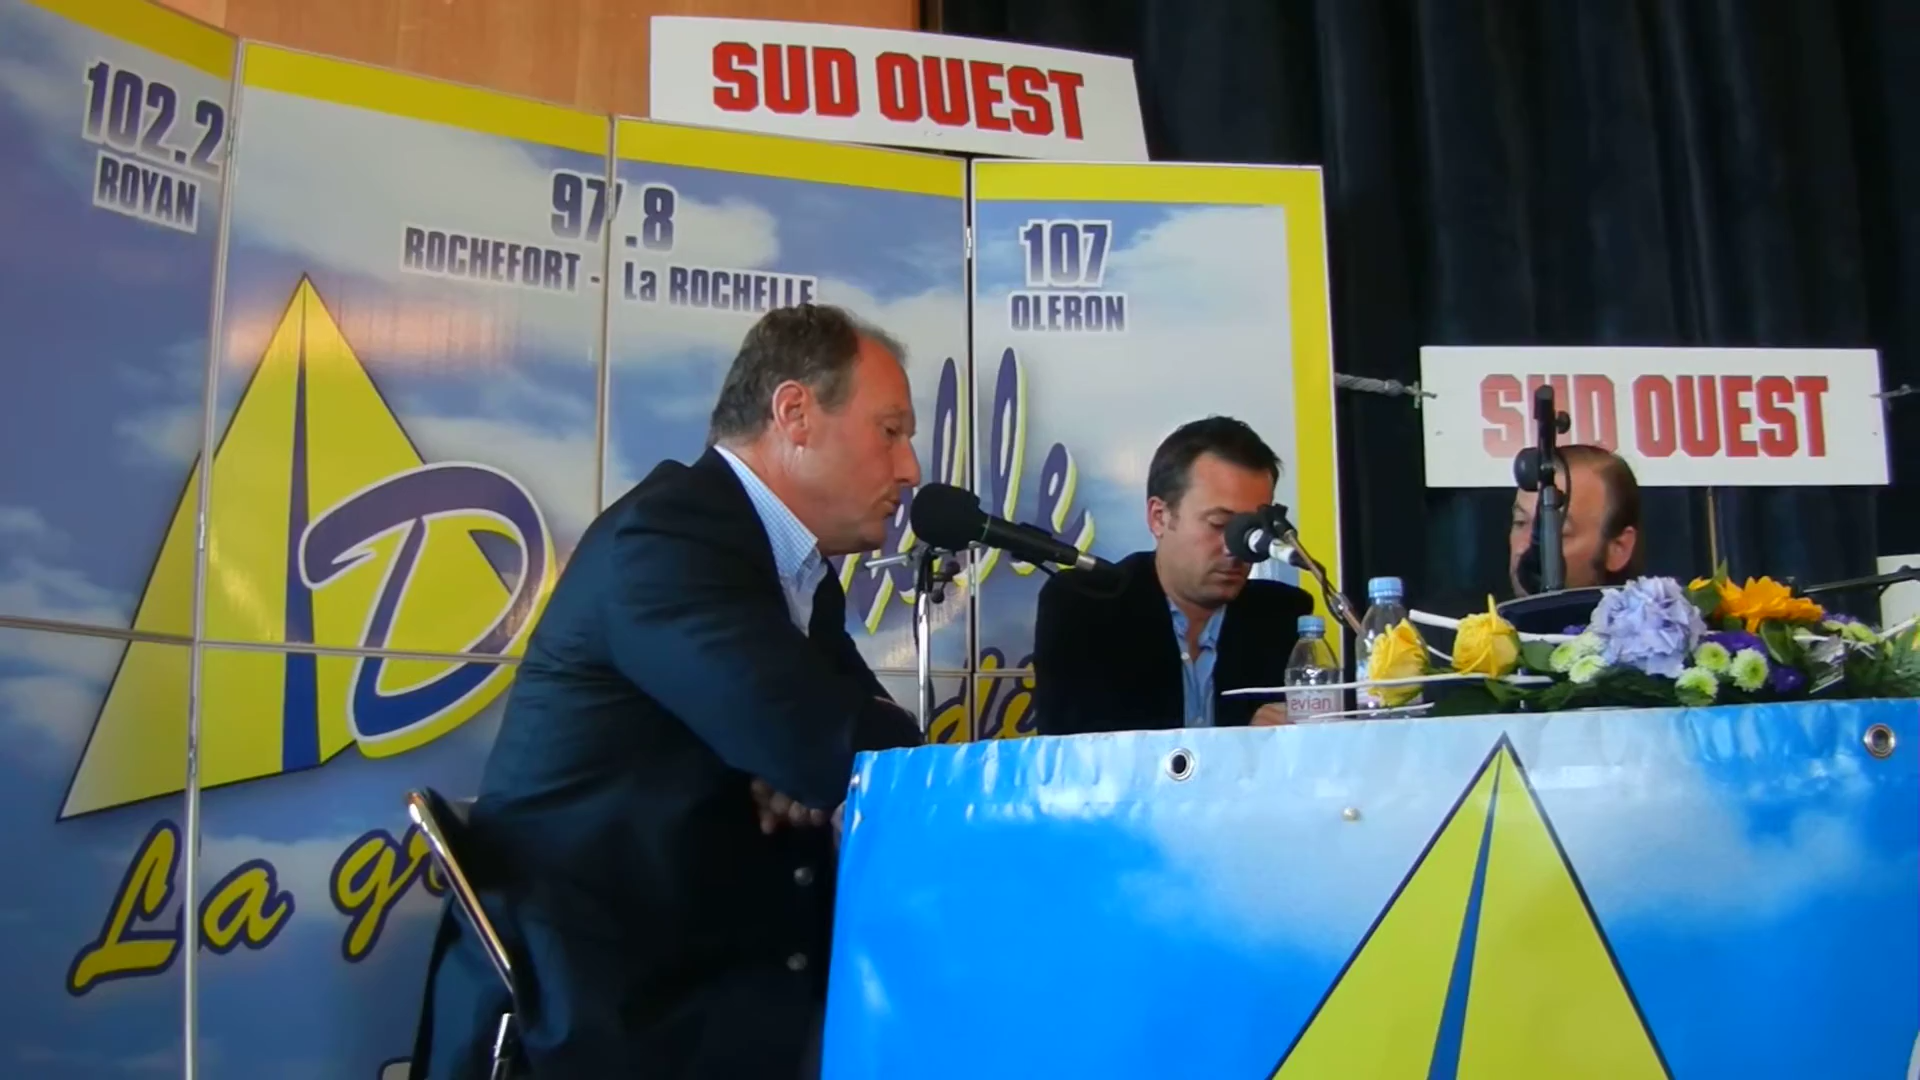 SUD OUEST
102.2
ROYAN
97.8
ROCHEFORT - La ROCHELLE
107
OLERON
SUD OUEST
D
La
evian